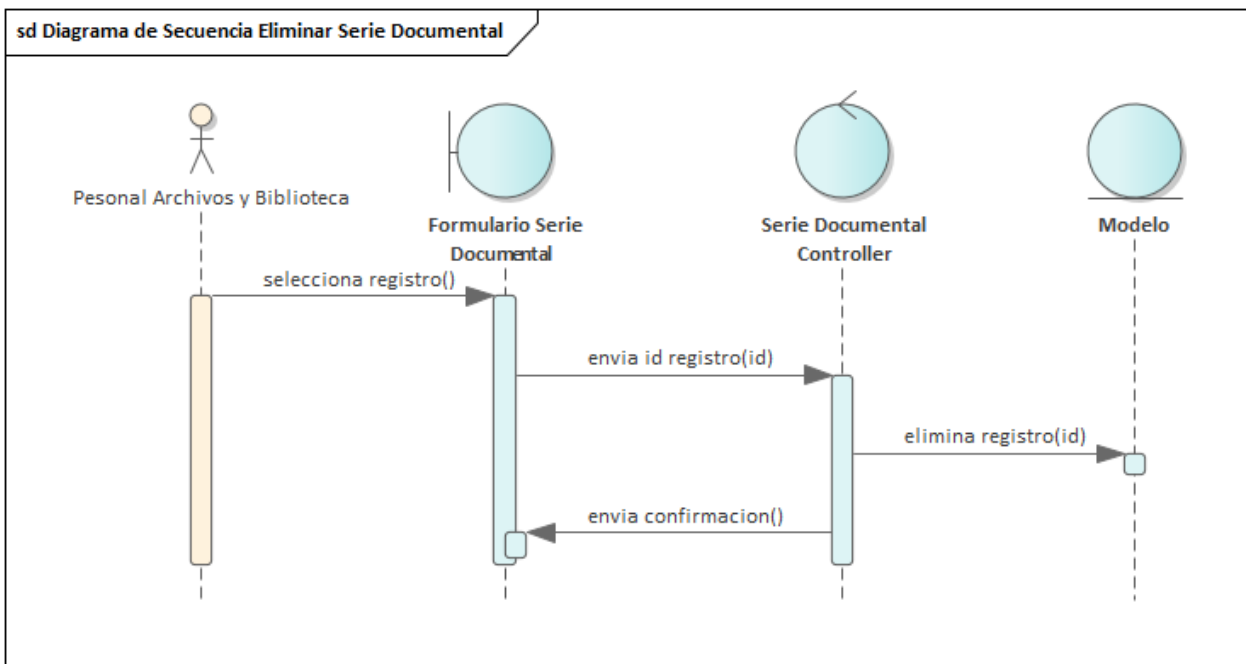 sd Diagrama de Secuencia Eliminar Serie Documental
Pesonal Archivos y Biblioteca
Formulario Serie
Documental
Serie Documental
Controller
Modelo
selecciona registro()
envia id registro(id)
elimina registro(id)
envia confirmacion()